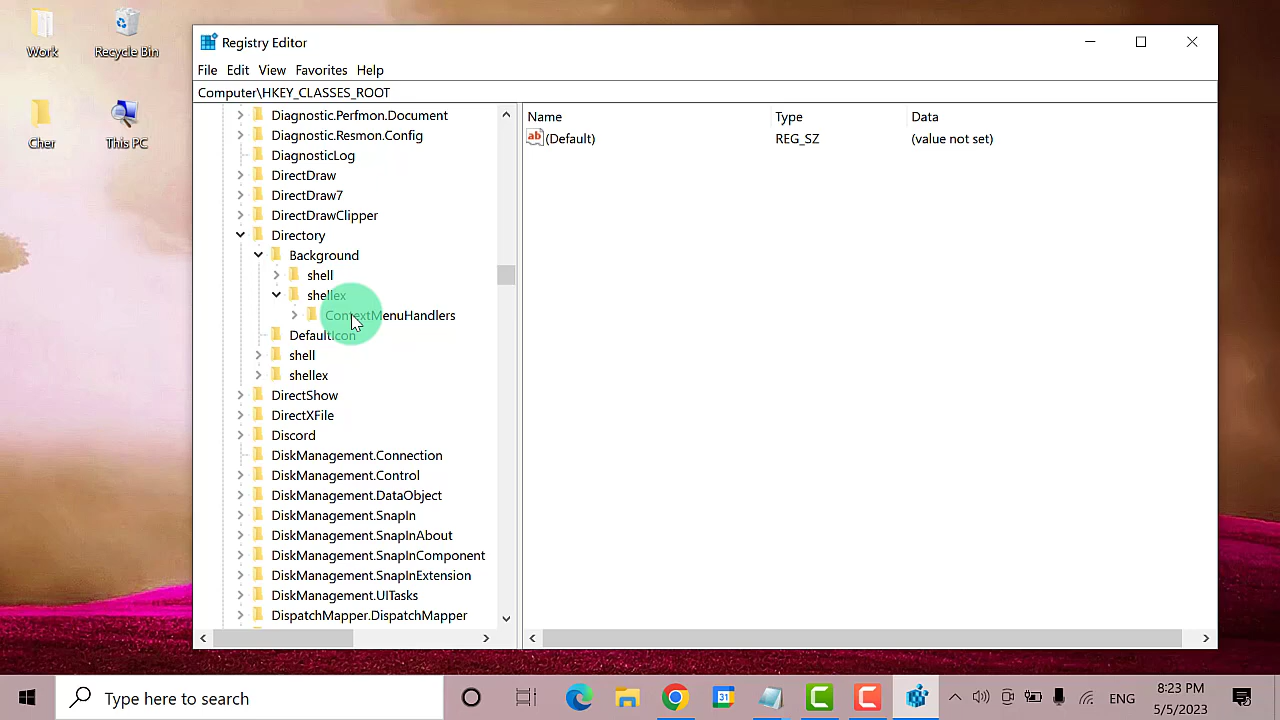 Work
Recycle Bin
Cher
This PC
Registry Editor
File Edit View Favorites Help
Computer\HKEY_CLASSES_ROOT
Diagnostic.Perfmon.Document
Diagnostic.Resmon.Config
DiagnosticLog
DirectDraw
DirectDraw7
DirectDrawClipper
Directory
Background
shell
shellex
ContextMenuHandlers
DefaultIcon
shell
shellex
DirectShow
DirectXFile
Discord
DiskManagement.Connection
DiskManagement.Control
DiskManagement.DataObject
DiskManagement.SnapIn
DiskManagement.SnapInAbout
DiskManagement.SnapInComponent
DiskManagement.SnapInExtension
DiskManagement.UITasks
DispatchMapper.DispatchMapper
Name Type Data
ab (Default) REG_SZ (value not set)
Type here to search
31
ENG
8:23 PM
5/5/2023